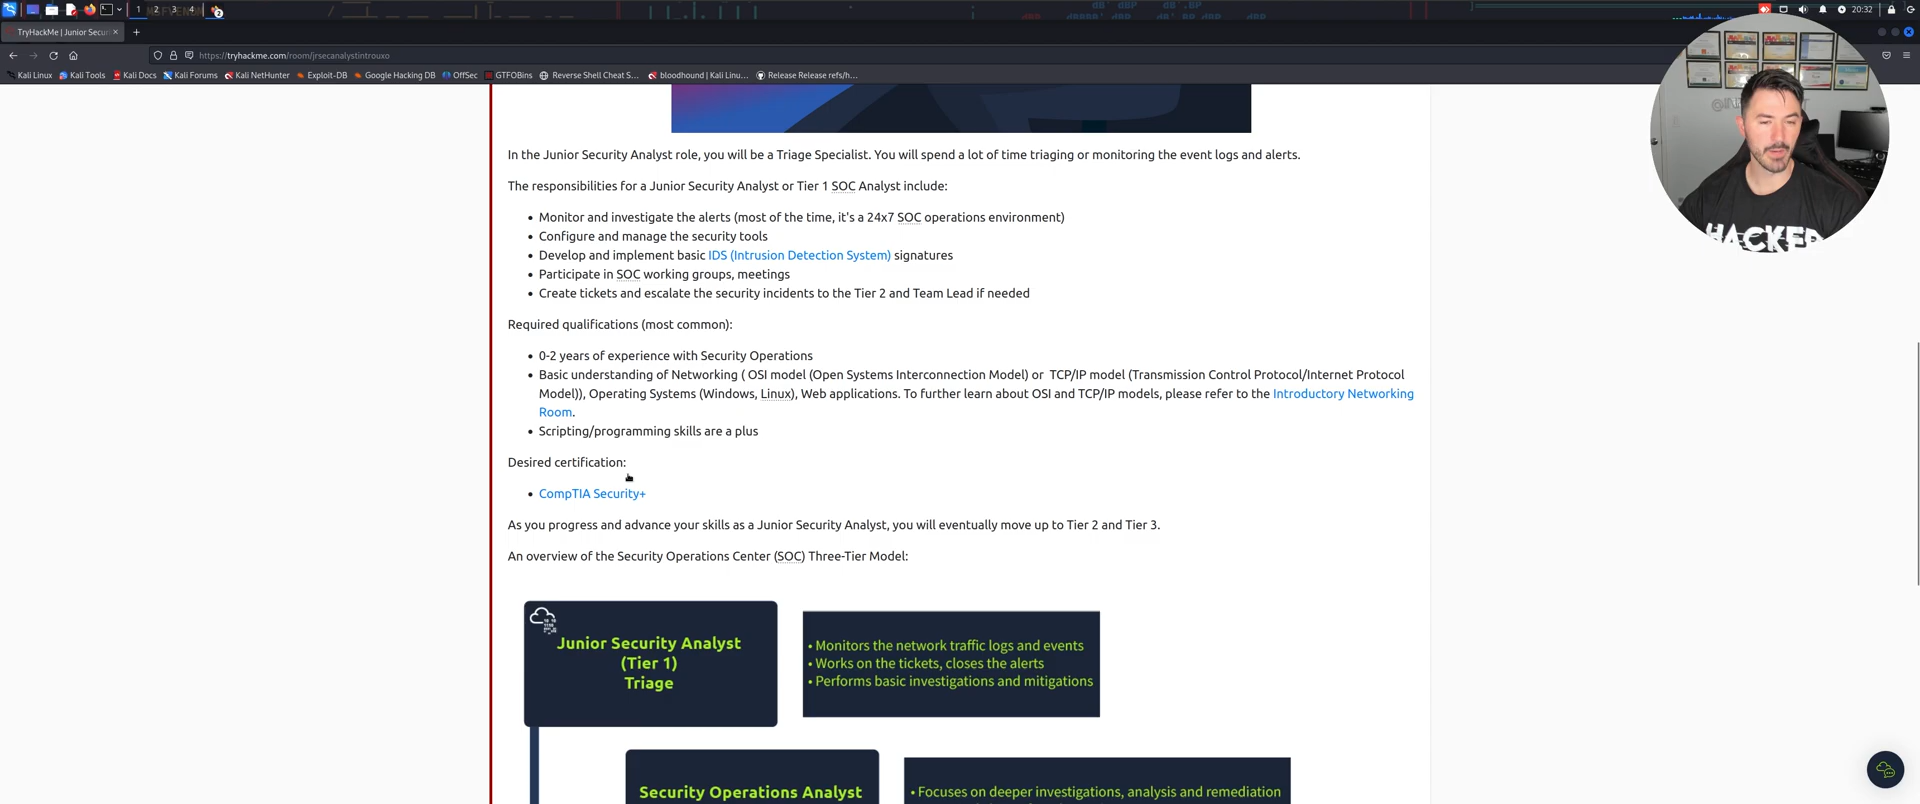 1 2 3 4
20:32
TryHackMe | Junior Secur
https://tryhackme.com/room/jrsecanalystintrouxo
Kali Linux Kali Tools Kali Docs Kali Forums Kali NetHunter Exploit-DB Google Hacking DB OffSec GTFOBins Reverse Shell Cheat S… bloodhound | Kali Linu… Release Release refs/h…
In the Junior Security Analyst role, you will be a Triage Specialist. You will spend a lot of time triaging or monitoring the event logs and alerts.
The responsibilities for a Junior Security Analyst or Tier 1 SOC Analyst include:
• Monitor and investigate the alerts (most of the time, it's a 24x7 SOC operations environment)
• Configure and manage the security tools
• Develop and implement basic IDS (Intrusion Detection System) signatures
• Participate in SOC working groups, meetings
• Create tickets and escalate the security incidents to the Tier 2 and Team Lead if needed
Required qualifications (most common):
• 0-2 years of experience with Security Operations
• Basic understanding of Networking ( OSI model (Open Systems Interconnection Model) or TCP/IP model (Transmission Control Protocol/Internet Protocol
Model)), Operating Systems (Windows, Linux), Web applications. To further learn about OSI and TCP/IP models, please refer to the Introductory Networking
Room.
• Scripting/programming skills are a plus
Desired certification:
• CompTIA Security+
As you progress and advance your skills as a Junior Security Analyst, you will eventually move up to Tier 2 and Tier 3.
An overview of the Security Operations Center (SOC) Three-Tier Model:
Junior Security Analyst
(Tier 1)
Triage
• Monitors the network traffic logs and events
• Works on the tickets, closes the alerts
• Performs basic investigations and mitigations
Security Operations Analyst
• Focuses on deeper investigations, analysis and remediation
HACKER